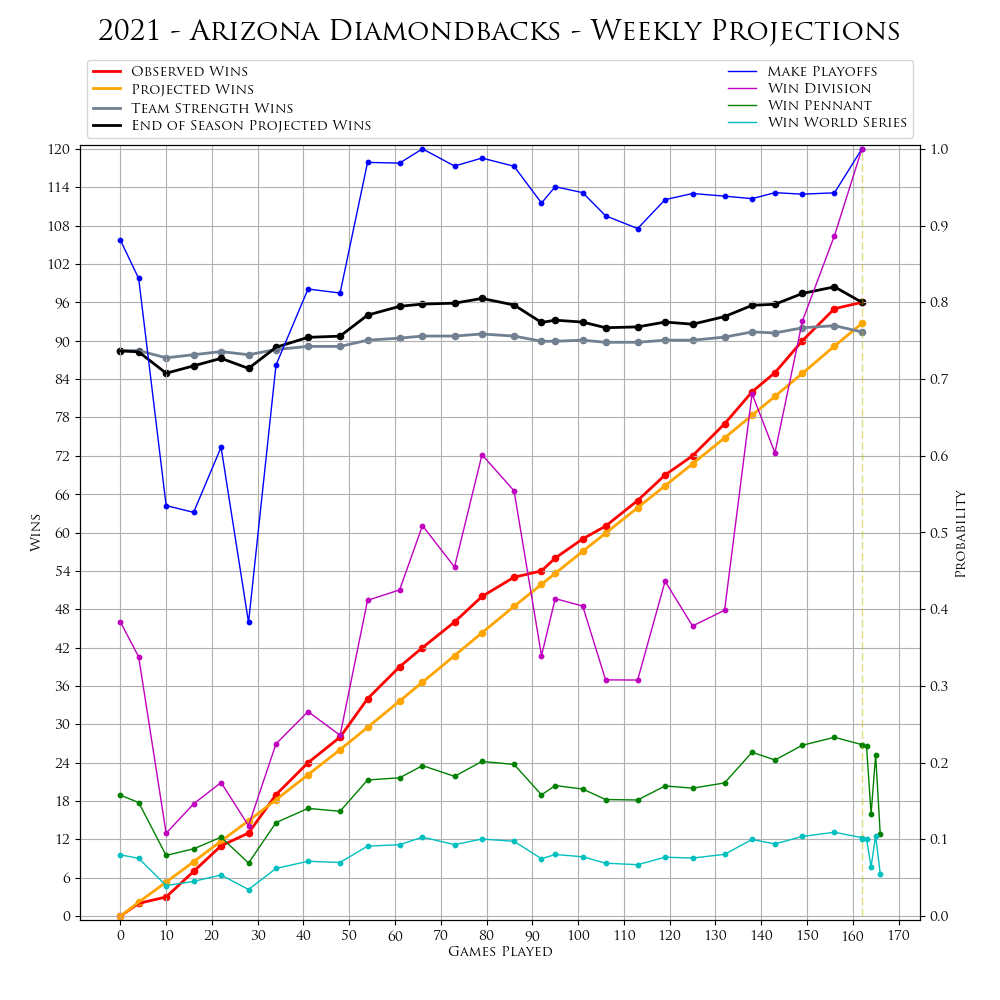 2021 - Arizona Diamondbacks - Weekly Projections
Observed Wins
Projected Wins
Team Strength Wins
End of Season Projected Wins
Make Playoffs
Win Division
Win Pennant
Win World Series
120
114
108
102
96
90
84
78
72
66
60
54
48
42
36
30
24
18
12
6
0
Wins
1.0
0.9
0.8
0.7
0.6
0.5
0.4
0.3
0.2
0.1
0.0
Probability
0 10 20 30 40 50 60 70 80 90 100 110 120 130 140 150 160 170
Games Played